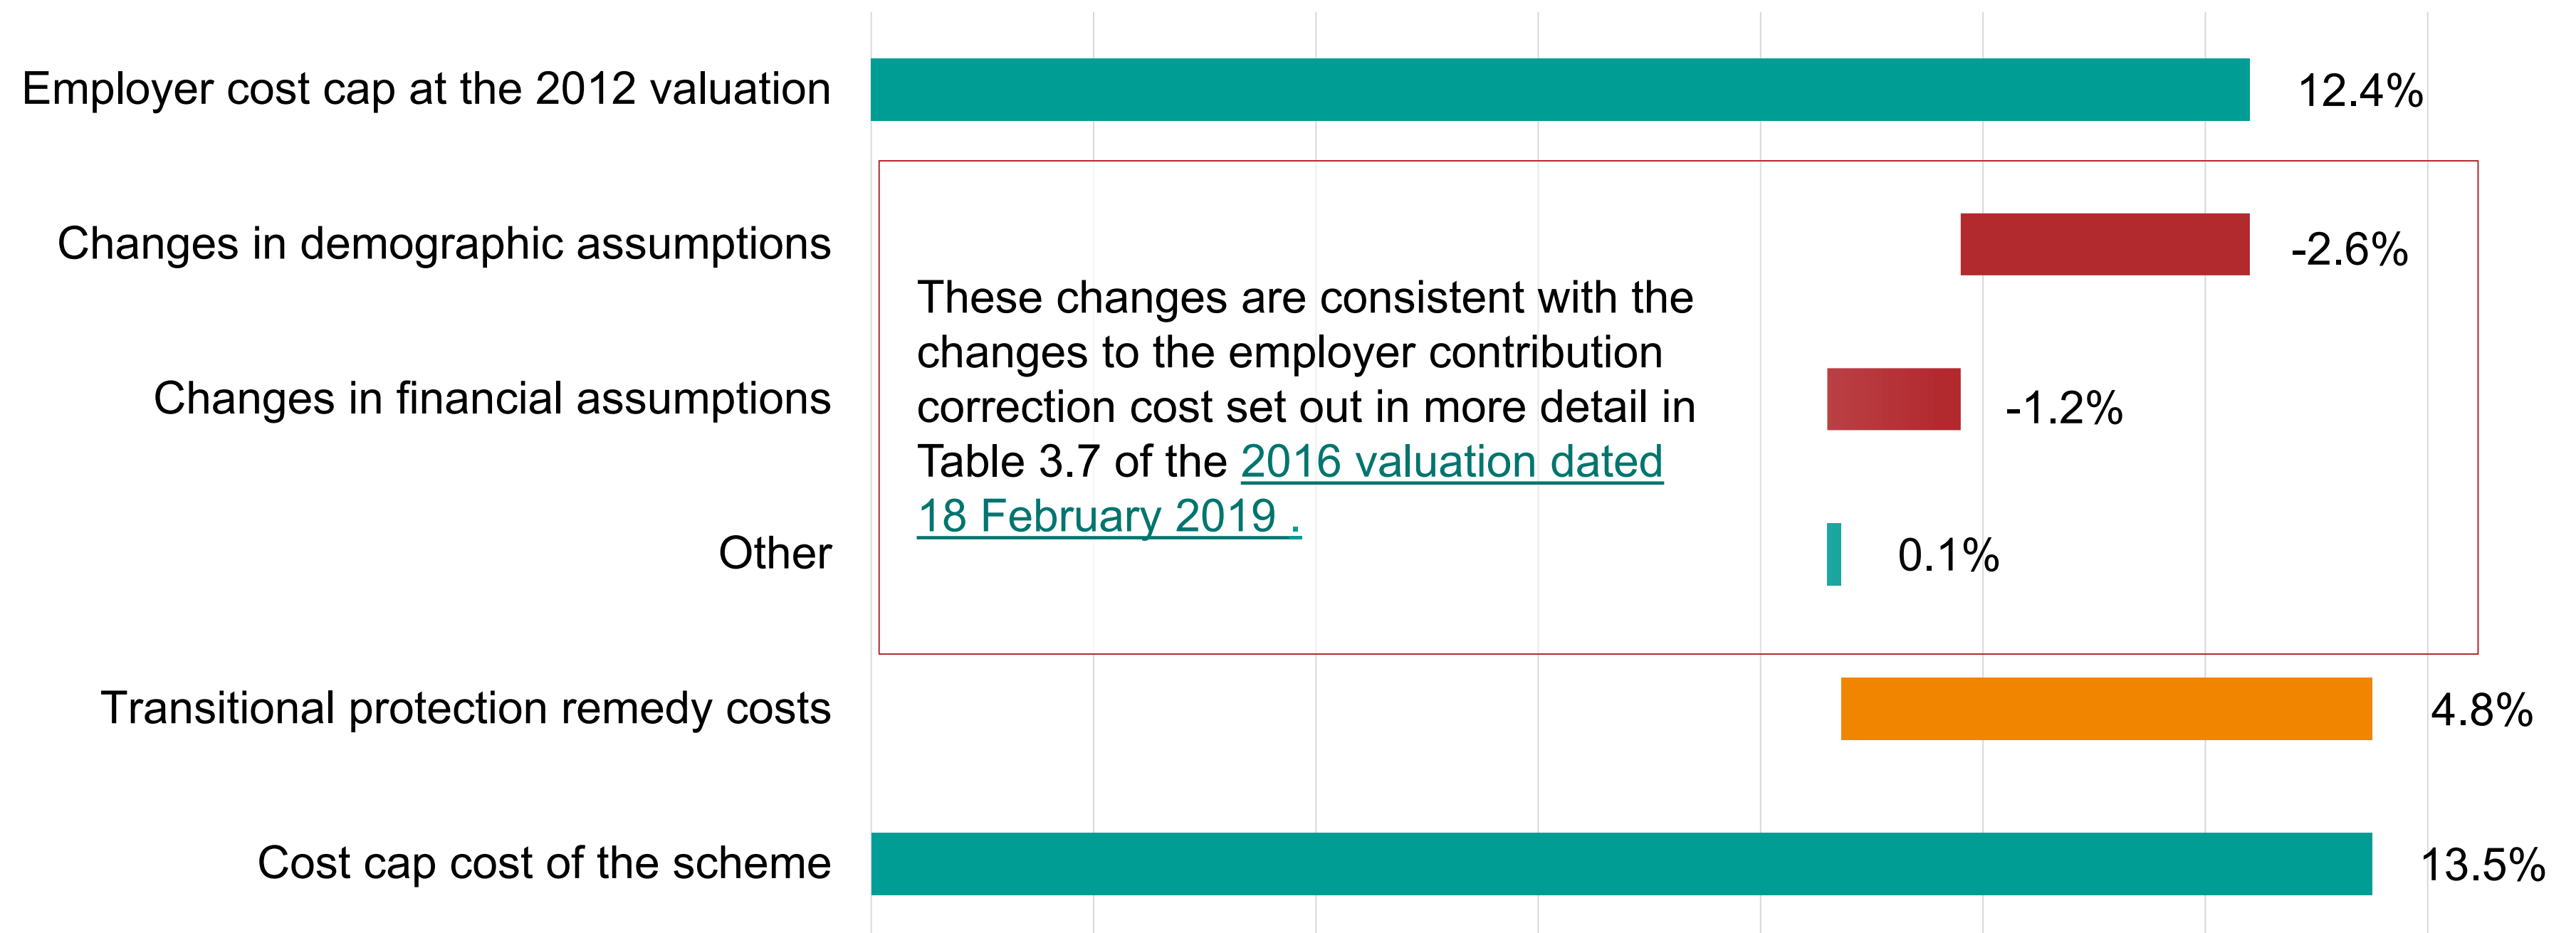 Employer cost cap at the 2012 valuation 12.4%
Changes in demographic assumptions -2.6%
These changes are consistent with the
changes to the employer contribution
Changes in financial assumptions -1.2%
correction cost set out in more detail in
Table 3.7 of the 2016 valuation dated
18 February 2019 .
Other 0.1%
Transitional protection remedy costs 4.8%
Cost cap cost of the scheme 13.5%